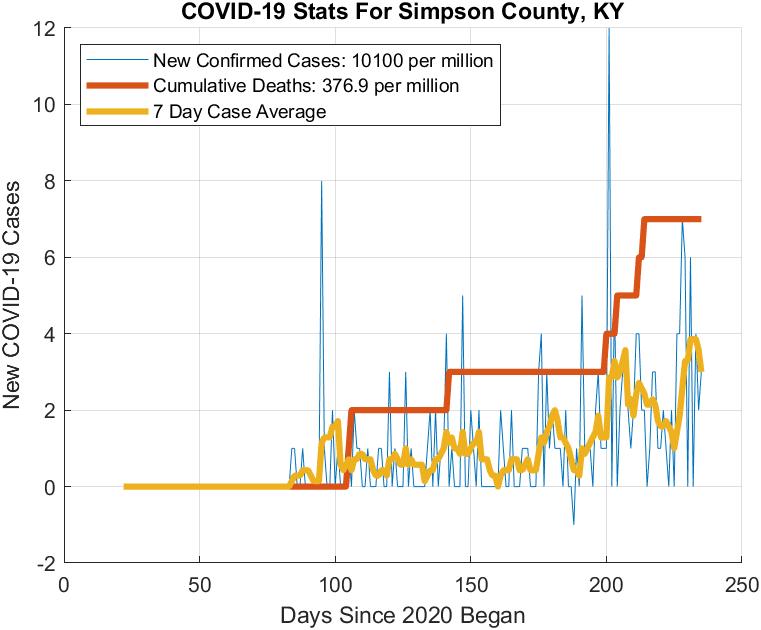 COVID-19 Stats For Simpson County, KY
New Confirmed Cases: 10100 per million
Cumulative Deaths: 376.9 per million
7 Day Case Average
12
10
8
6
4
2
0
-2
New COVID-19 Cases
0 50 100 150 200 250
Days Since 2020 Began